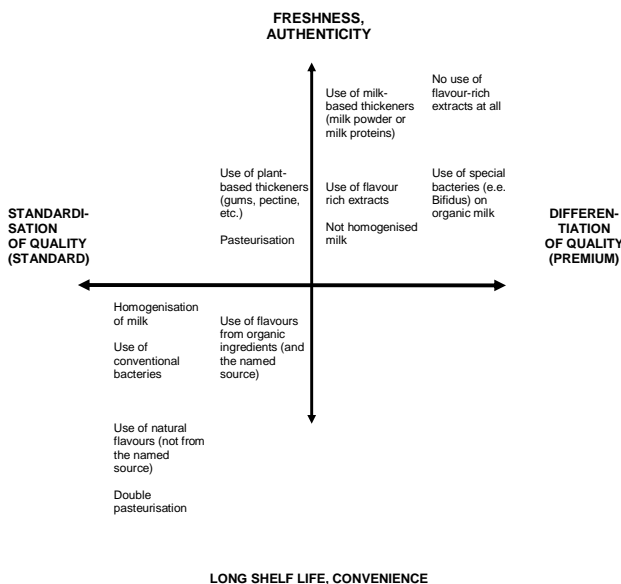 FRESHNESS,
AUTHENTICITY
Use of milk-
based thickeners
(milk powder or
milk proteins)
No use of
flavour-rich
extracts at all
Use of plant-
based thickeners
(gums, pectine,
etc.)
Pasteurisation
Use of flavour
rich extracts
Not homogenised
milk
Use of special
bacteries (e.e.
Bifidus) on
organic milk
STANDARDI-
SATION
OF QUALITY
(STANDARD)
DIFFEREN-
TIATION
OF QUALITY
(PREMIUM)
Homogenisation
of milk
Use of
conventional
bacteries
Use of flavours
from organic
ingredients (and
the named
source)
Use of natural
flavours (not from
the named
source)
Double
pasteurisation
LONG SHELF LIFE, CONVENIENCE